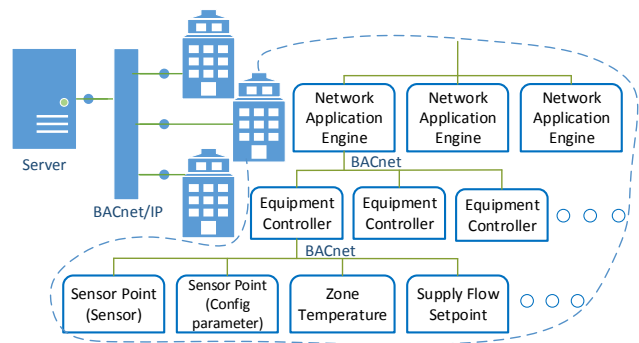 Server
BACnet/IP
Network
Application
Engine
Network
Application
Engine
Network
Application
Engine
BACnet
Equipment
Controller
Equipment
Controller
Equipment
Controller
BACnet
Sensor Point
(Sensor)
Sensor Point
(Config
parameter)
Zone
Temperature
Supply Flow
Setpoint